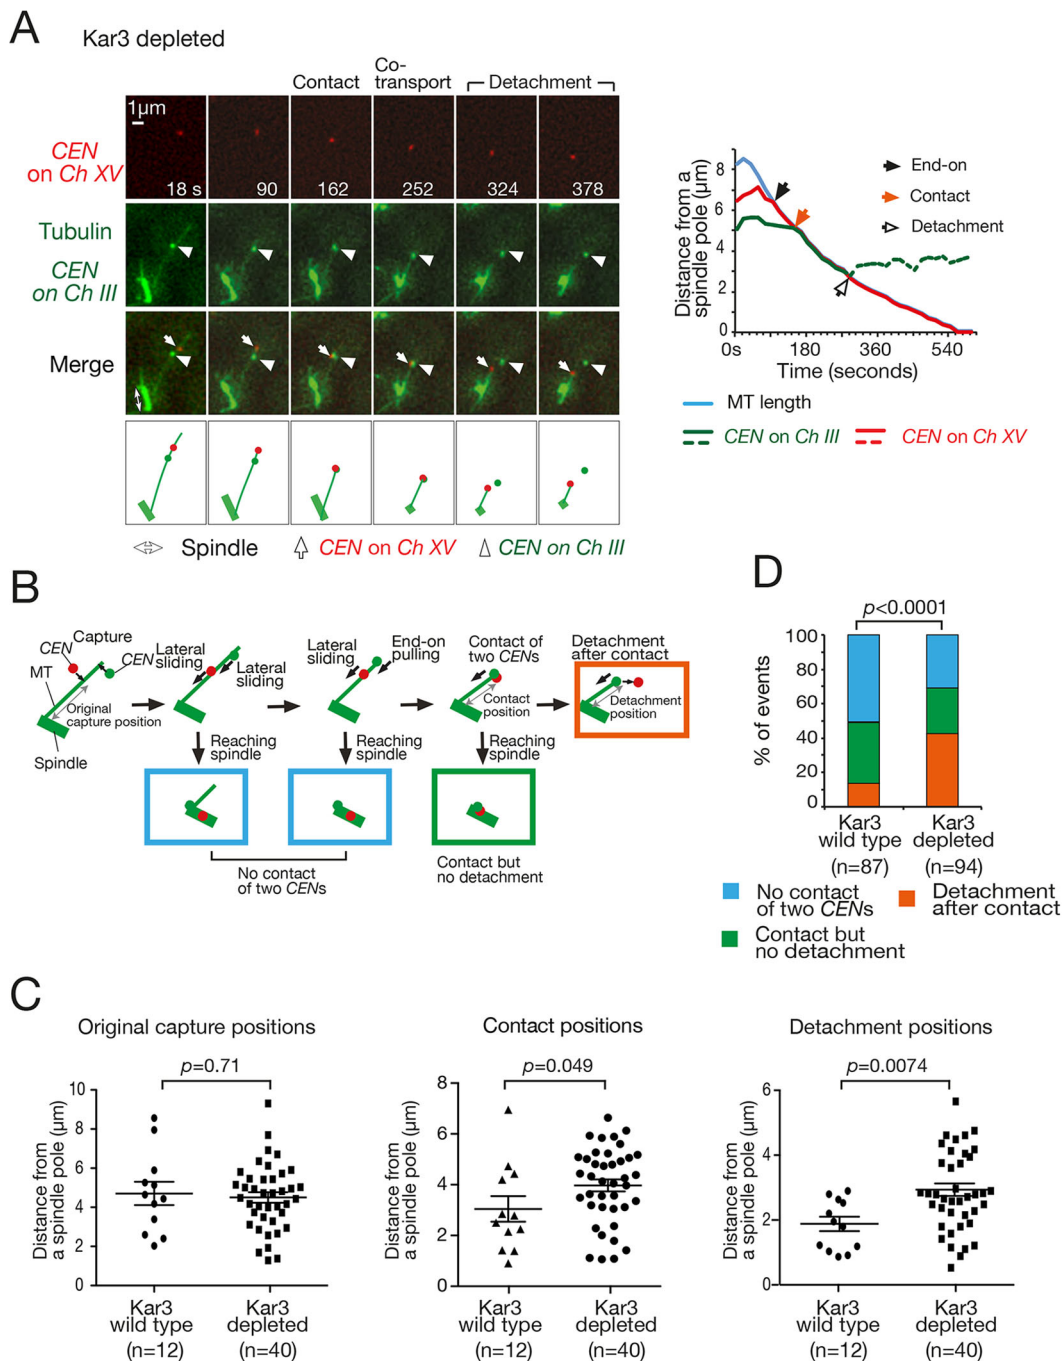 A
Kar3 depleted
Contact
Co-
transport
Detachment
1µm
CEN
on Ch XV
18 s
90
162
252
324
378
Tubulin
CEN
on Ch III
Merge
Spindle
CEN on Ch XV
CEN on Ch III
Distance from a
spindle pole (µm)
8
6
4
2
0
0s
180
360
540
Time (seconds)
End-on
Contact
Detachment
MT length
CEN on Ch III
CEN on Ch XV
B
Capture
CEN
CEN
MT
Original
capture position
Spindle
Lateral
sliding
Lateral
sliding
Lateral
sliding
End-on
pulling
Contact of
two CENs
Contact
position
Detachment
after contact
Detachment
position
Reaching
spindle
Reaching
spindle
Reaching
spindle
No contact
of two CENs
Contact but
no detachment
D
p<0.0001
% of events
100
80
60
40
20
0
Kar3
wild type
(n=87)
Kar3
depleted
(n=94)
No contact
of two CENs
Detachment
after contact
Contact but
no detachment
C
Original capture positions
p=0.71
Distance from
a spindle pole (µm)
10
8
6
4
2
0
Kar3
wild type
(n=12)
Kar3
depleted
(n=40)
Contact positions
p=0.049
Distance from
a spindle pole (µm)
8
6
4
2
0
Kar3
wild type
(n=12)
Kar3
depleted
(n=40)
Detachment positions
p=0.0074
Distance from
a spindle pole (µm)
6
4
2
0
Kar3
wild type
(n=12)
Kar3
depleted
(n=40)